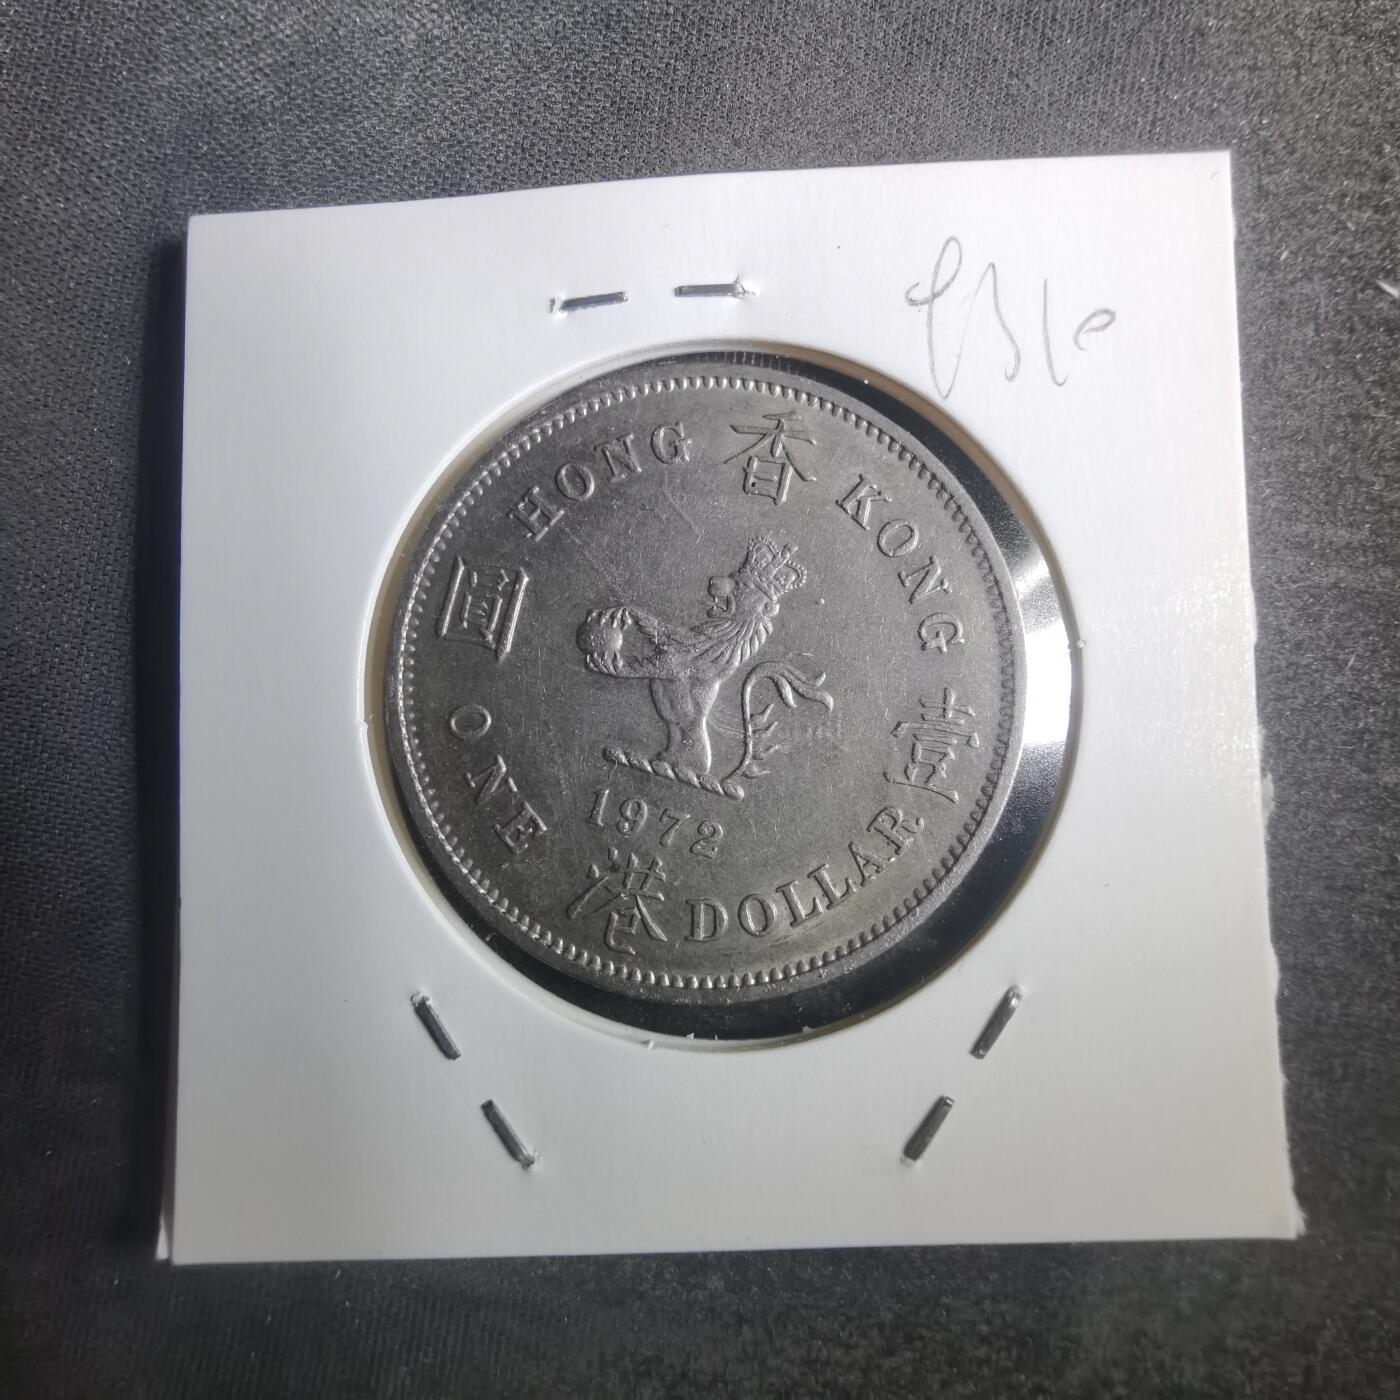 HONG 香 KONG
圓 壹
ONE DOLLAR
1972
港